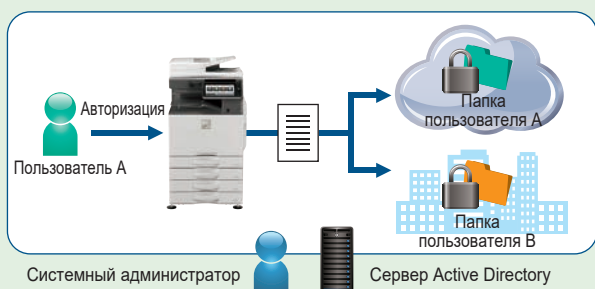 Авторизация
Пользователь А
Папка
пользователя А
Папка
пользователя В
Системный администратор
Сервер Active Directory